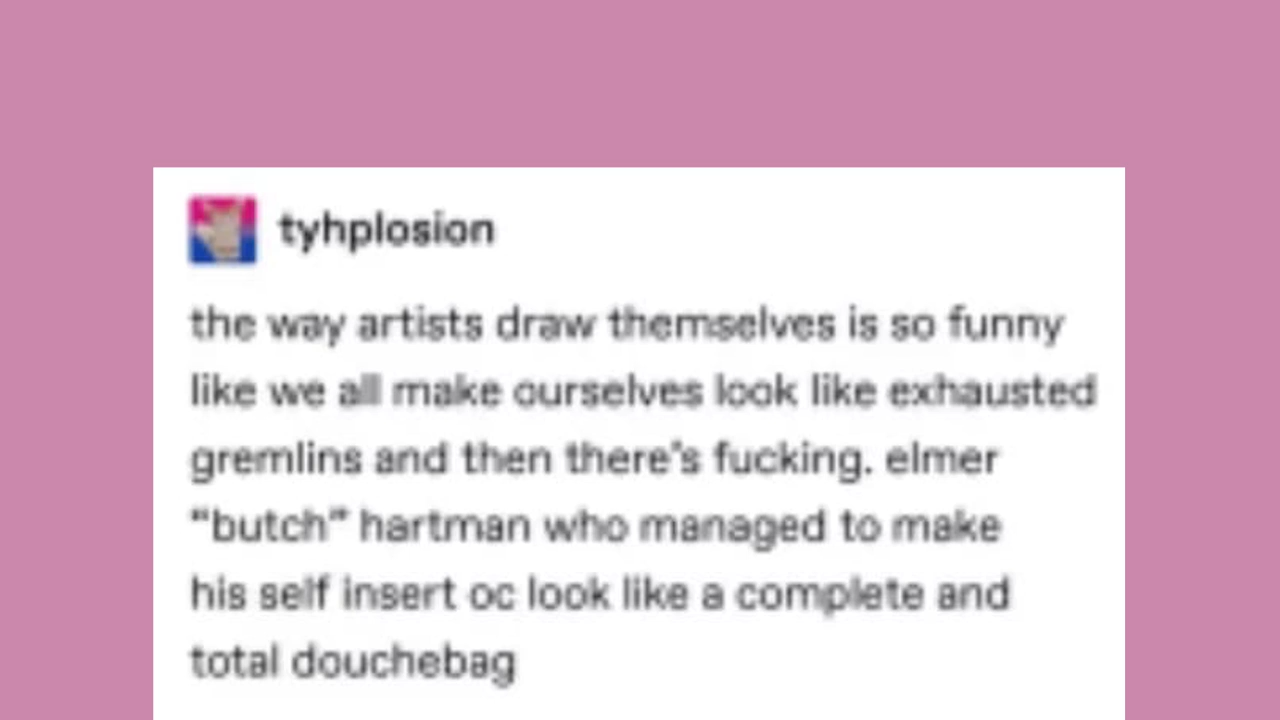 tyhplosion
the way artists draw themselves is so funny
like we all make ourselves look like exhausted
gremlins and then there's fucking. elmer
“butch” hartman who managed to make
his self insert oc look like a complete and
total douchebag